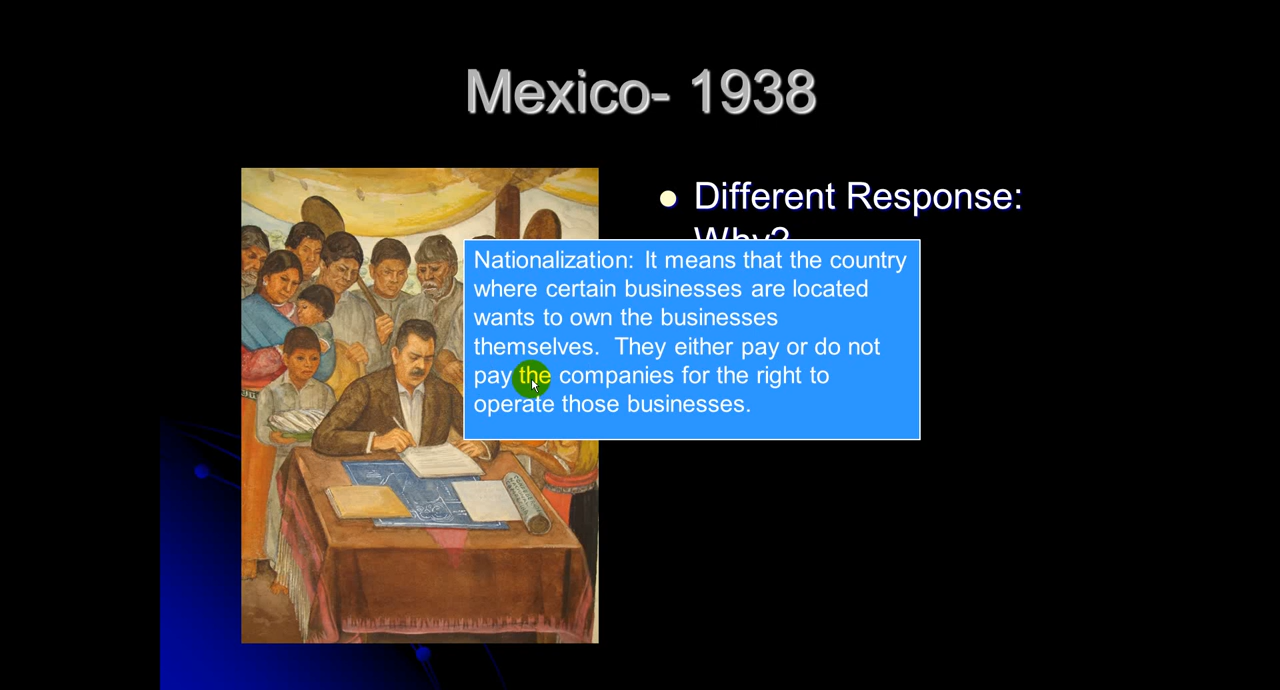 Mexico- 1938
Different Response:
Why?
Nationalization:  It means that the country
where certain businesses are located
wants to own the businesses
themselves.  They either pay or do not
pay the companies for the right to
operate those businesses.